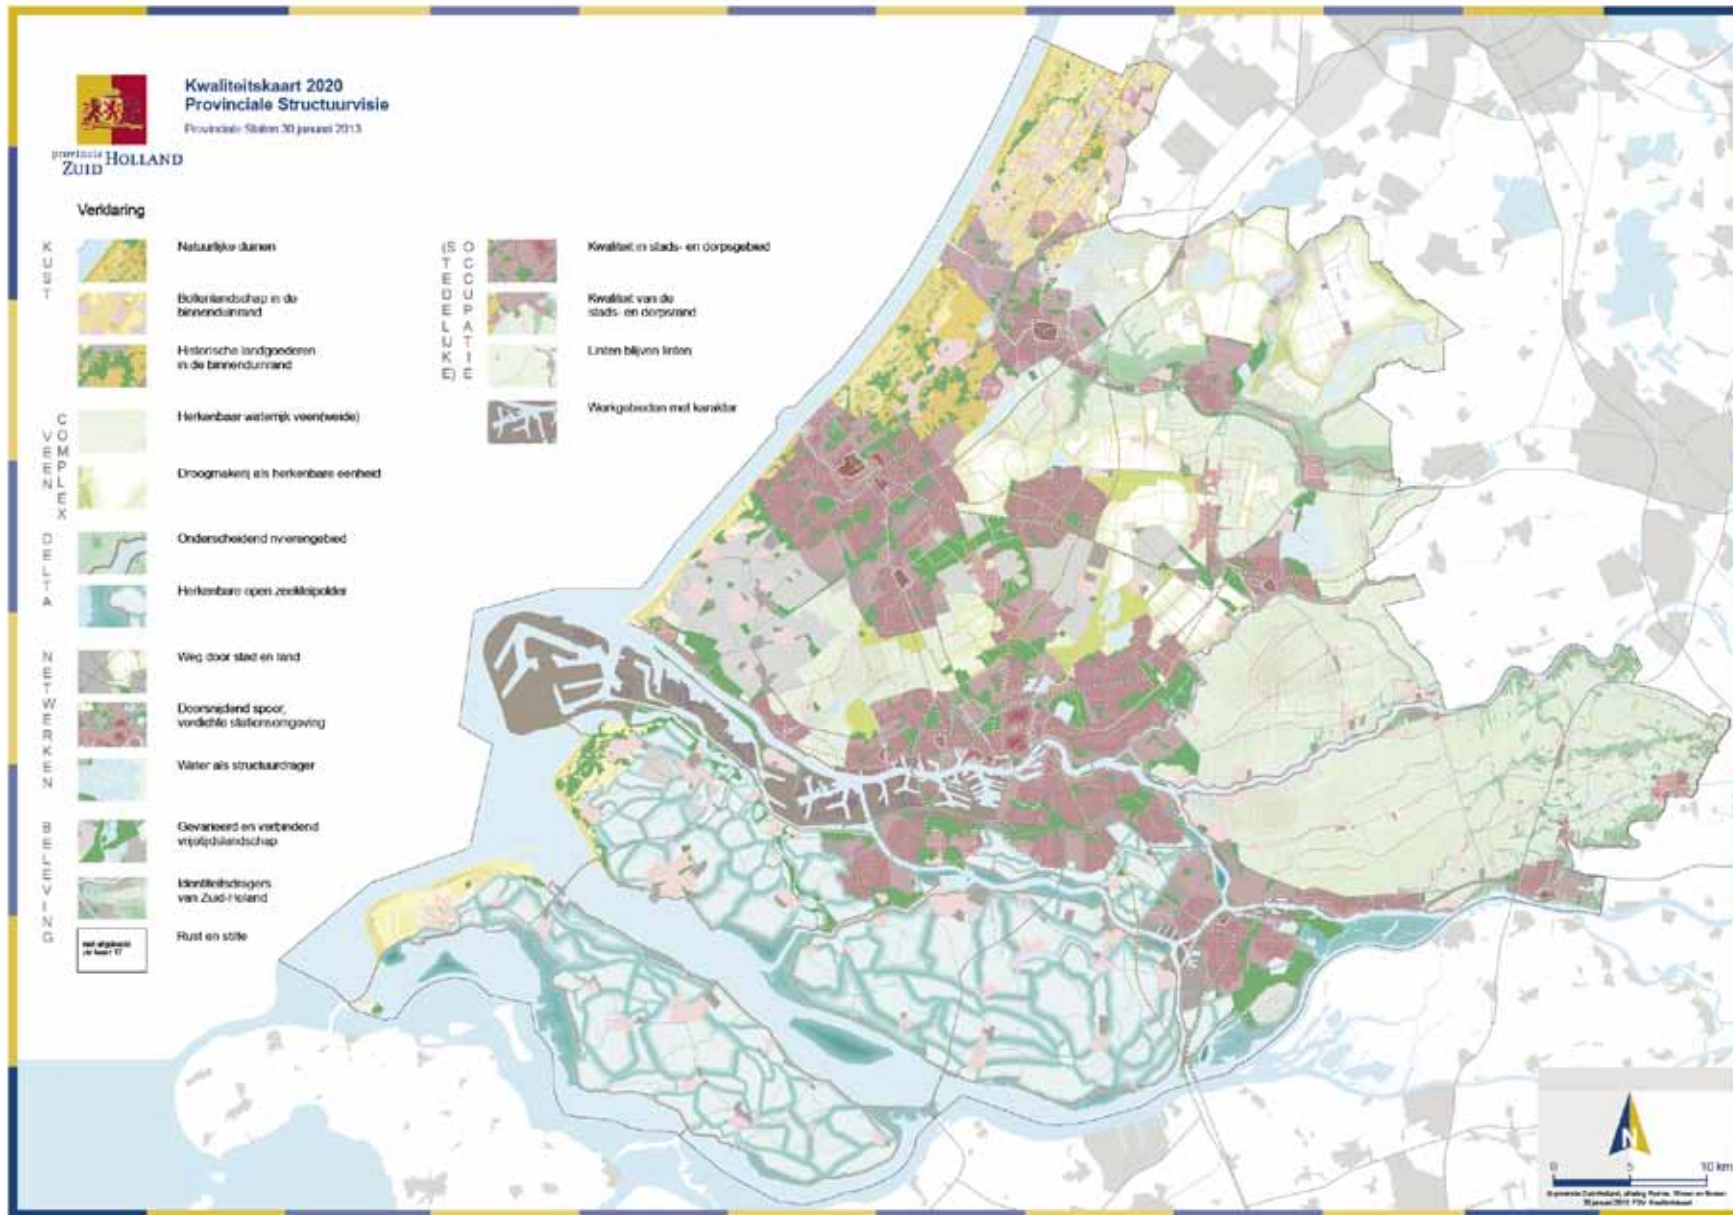 Kwaliteitskaart 2020
Provinciale Structuurvisie
Provinciale Staten 30 januari 2013
provincie
ZUID HOLLAND
Verklaring
KUST
Natuurlijke duinen
Bollenlandschap in de
binnenduinrand
Historische landgoederen
in de binnenduinrand
VEEN
COMPLEX
Herkenbaar waterrijk veen(weide)
Droogmakerij als herkenbare eenheid
DELTA
Onderscheidend rivierengebied
Herkenbare open zeekleipolder
NETWERKEN
Weg door stad en land
Doorsnijdend spoor,
verdichte stationsomgeving
Water als structuurdrager
BELEVING
Gevarieerd en verbindend
vrijetijdslandschap
Identiteitsdragers
van Zuid-Holland
Rust en stilte
(STEDELIJKE)
OCCUPATIE
Kwaliteit in stads- en dorpsgebied
Kwaliteit van de
stads- en dorpsrand
Linten blijven linten
Werkgebieden met karakter
N
0 5 10 km